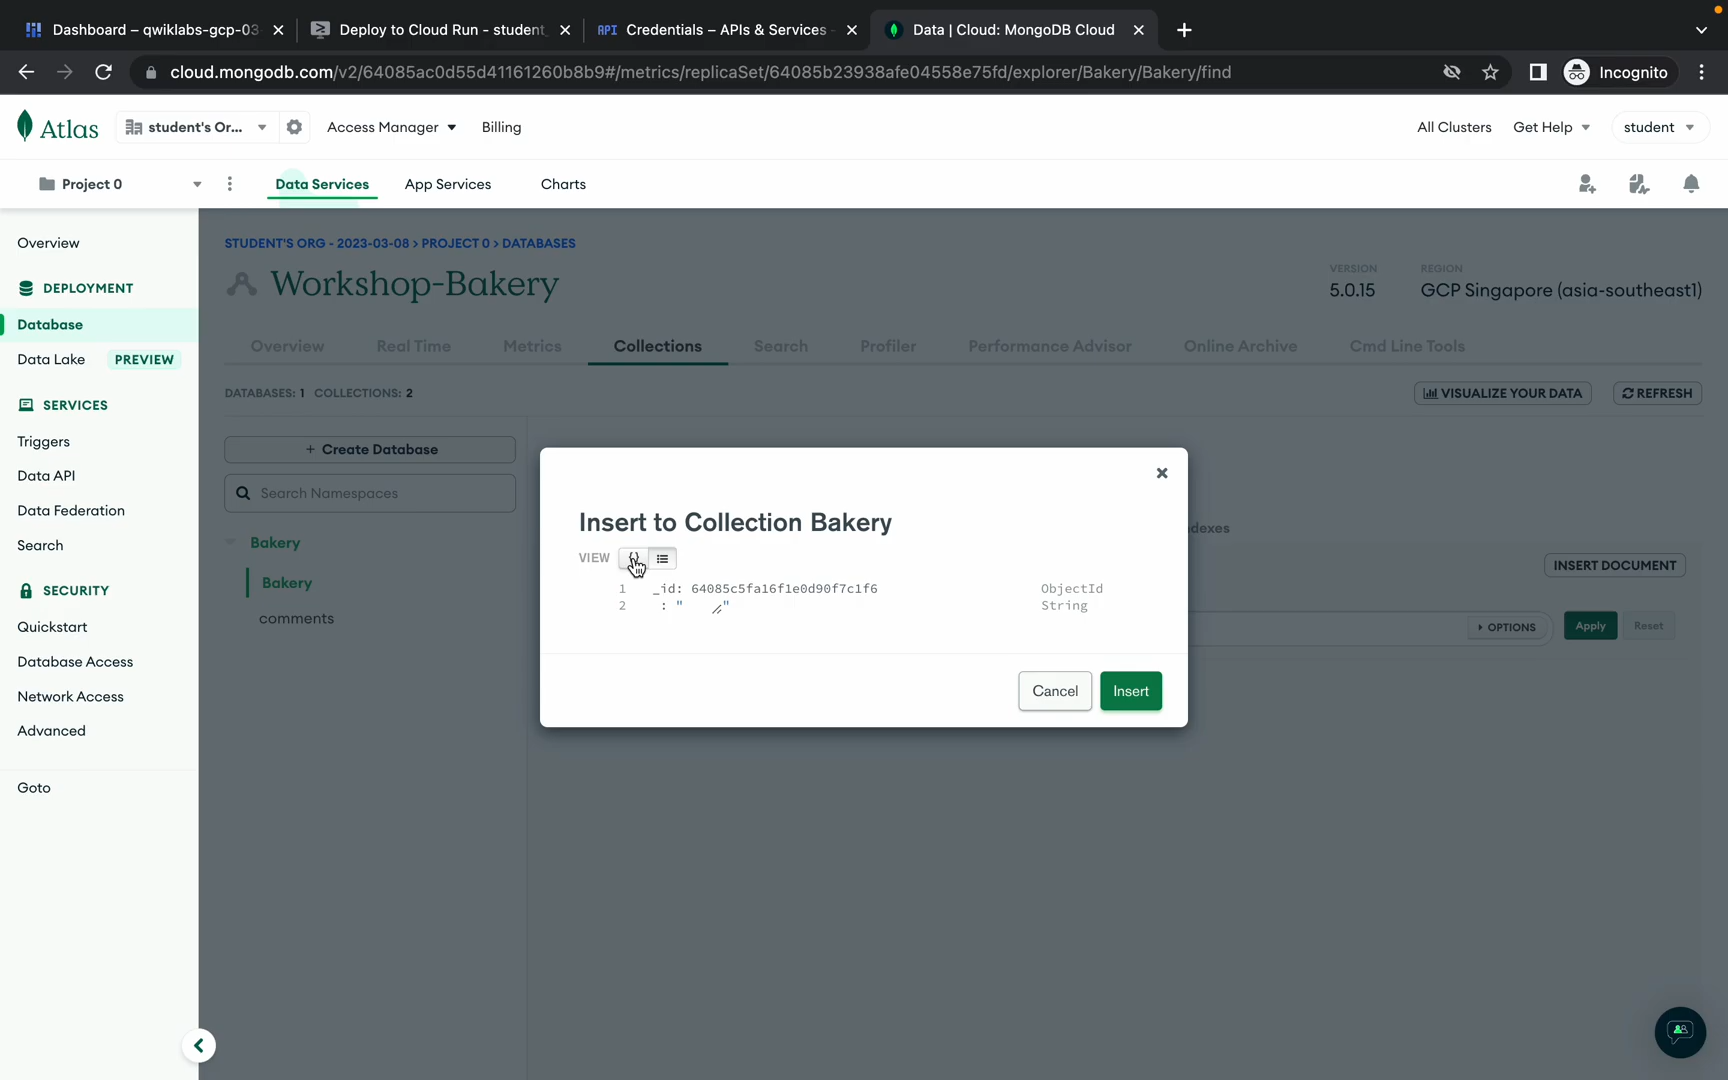 Dashboard – qwiklabs-gcp-03
Deploy to Cloud Run - student
API Credentials – APIs & Services
Data | Cloud: MongoDB Cloud
cloud.mongodb.com/v2/64085ac0d55d41161260b8b9#/metrics/replicaSet/64085b23938afe04558e75fd/explorer/Bakery/Bakery/find
Incognito
Atlas
student's Or...
Access Manager
Billing
All Clusters
Get Help
student
Project 0
Data Services
App Services
Charts
Overview
DEPLOYMENT
Database
Data Lake PREVIEW
SERVICES
Triggers
Data API
Data Federation
Search
SECURITY
Quickstart
Database Access
Network Access
Advanced
Goto
STUDENT'S ORG - 2023-03-08 > PROJECT 0 > DATABASES
Workshop-Bakery
VERSION
5.0.15
REGION
GCP Singapore (asia-southeast1)
Overview
Real Time
Metrics
Collections
Search
Profiler
Performance Advisor
Online Archive
Cmd Line Tools
DATABASES: 1 COLLECTIONS: 2
VISUALIZE YOUR DATA
REFRESH
+ Create Database
Search Namespaces
Bakery
Bakery
comments
dexes
INSERT DOCUMENT
OPTIONS
Apply
Reset
Insert to Collection Bakery
VIEW {}
1 _id: 64085c5fa16f1e0d90f7c1f6 ObjectId
2 : " " String
Cancel
Insert